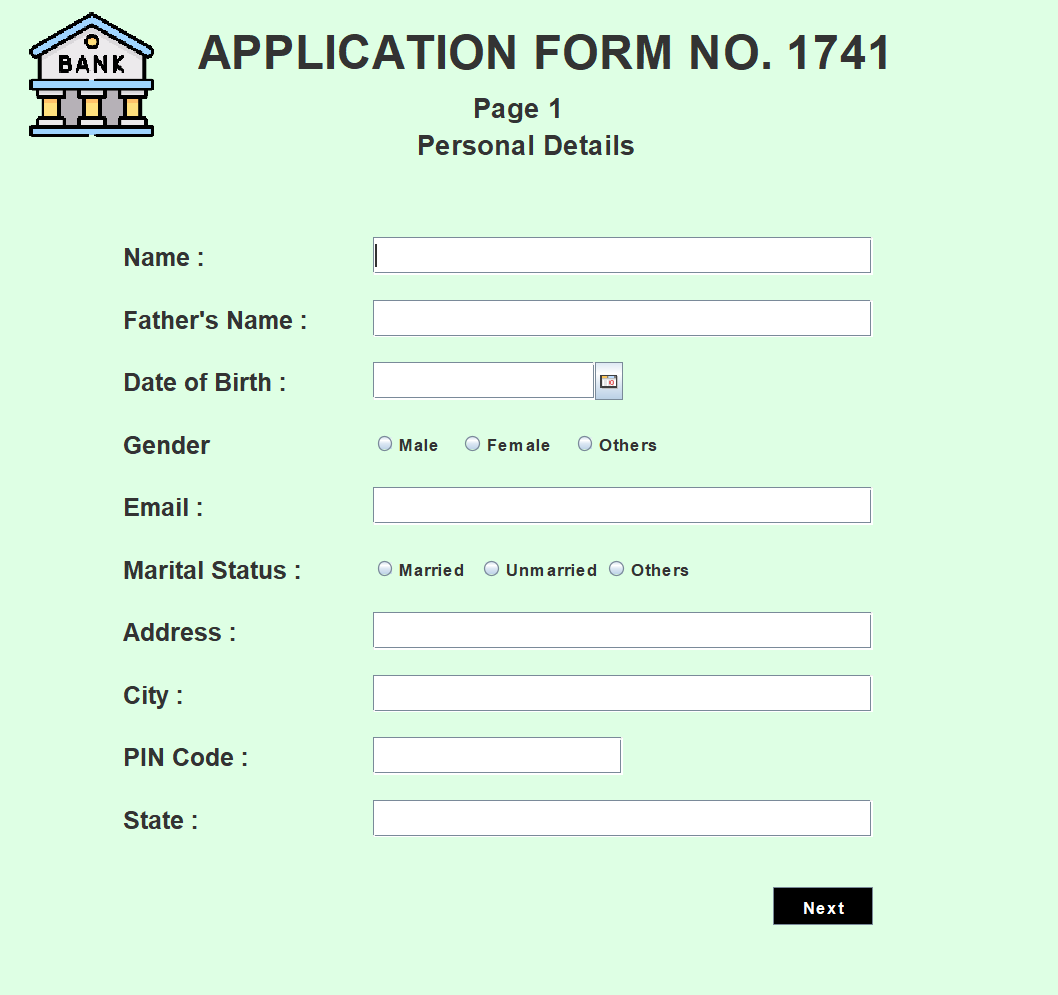 BANK
APPLICATION FORM NO. 1741
Page 1
Personal Details
Name :
Father's Name :
Date of Birth :
Gender Male Female Others
Email :
Marital Status : Married Unmarried Others
Address :
City :
PIN Code :
State :
Next